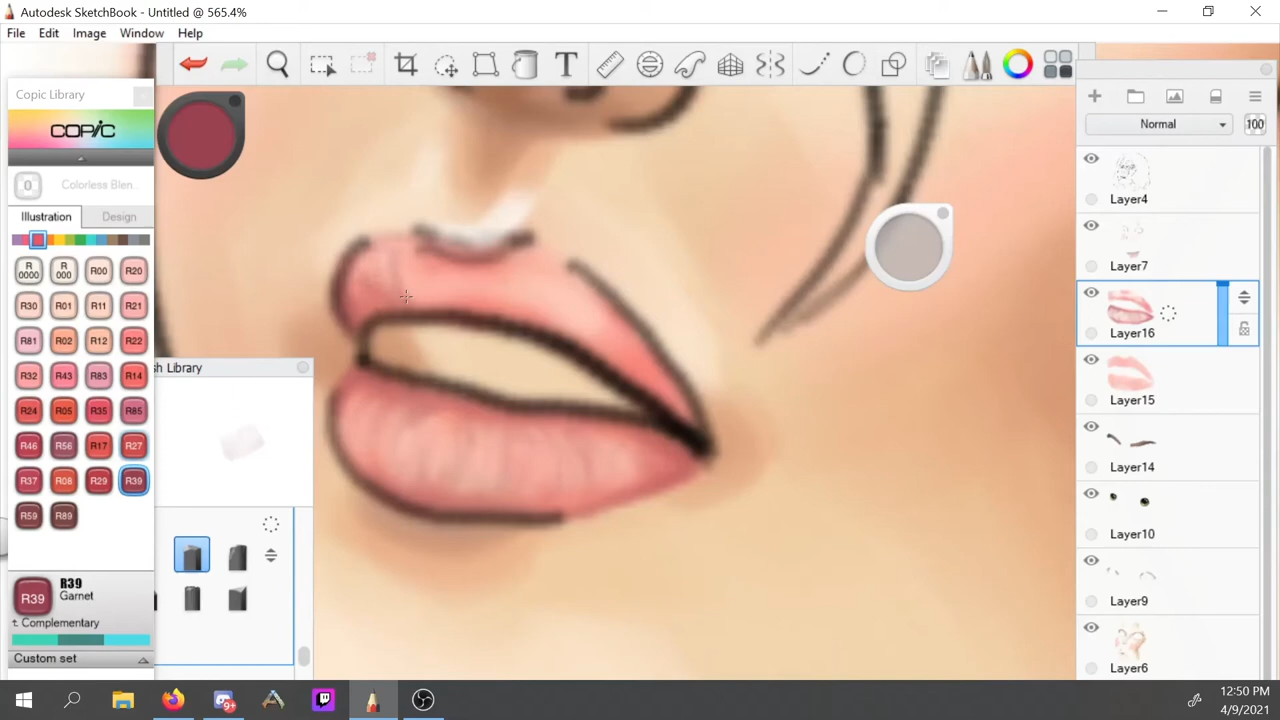 Autodesk SketchBook - Untitled @ 565.4%
File Edit Image Window Help
Copic Library
COPIC
0 Colorless Blen...
Illustration Design
R 0000 R 000 R00 R20
R30 R01 R11 R21
R81 R02 R12 R22
R32 R43 R83 R14
R24 R05 R35 R85
R46 R56 R17 R27
R37 R08 R29 R39
R59 R89
R39
R39
Garnet
t. Complementary
Custom set
sh Library
T
Normal 100
Layer4
Layer7
Layer16
Layer15
Layer14
Layer10
Layer9
Layer6
9+
12:50 PM
4/9/2021